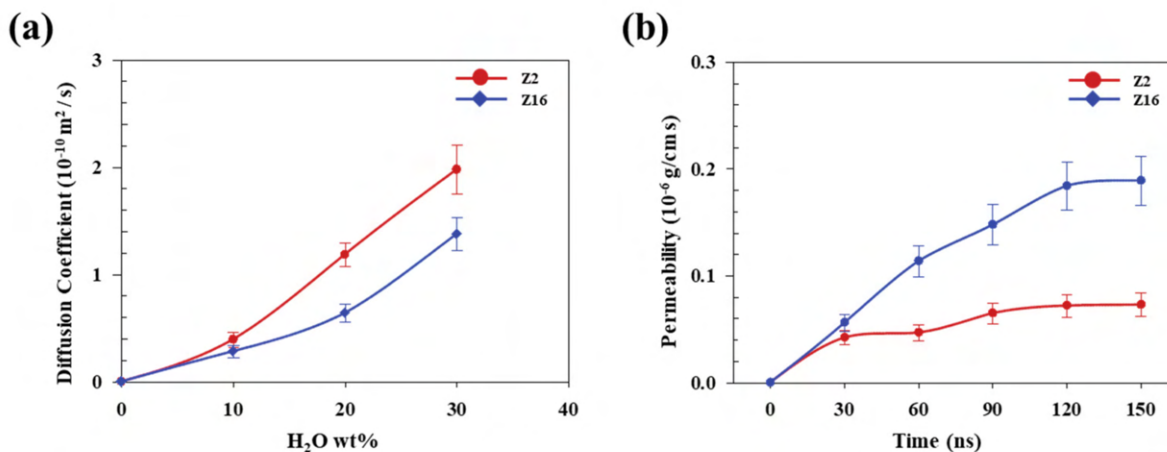 (a)
Diffusion Coefficient (10⁻¹⁰ m² / s)
3
2
1
0
Z2
Z16
0 10 20 30 40
H₂O wt%
(b)
Permeability (10⁻⁶ g/cms)
0.3
0.2
0.1
0.0
Z2
Z16
0 30 60 90 120 150
Time (ns)